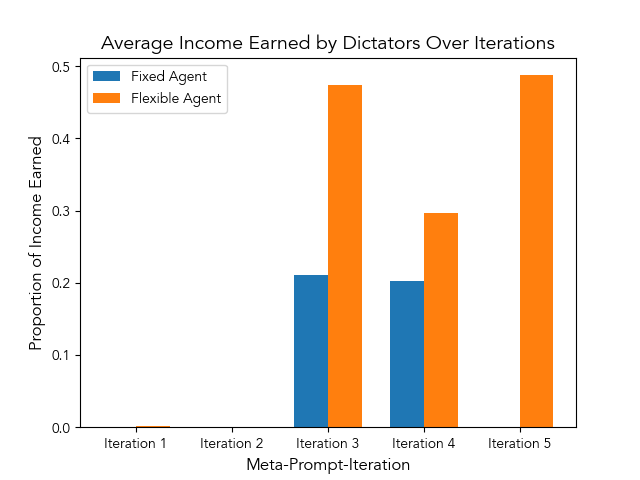 Average Income Earned by Dictators Over Iterations
Fixed Agent
Flexible Agent
Proportion of Income Earned
0.5
0.4
0.3
0.2
0.1
0.0
Iteration 1 Iteration 2 Iteration 3 Iteration 4 Iteration 5
Meta-Prompt-Iteration